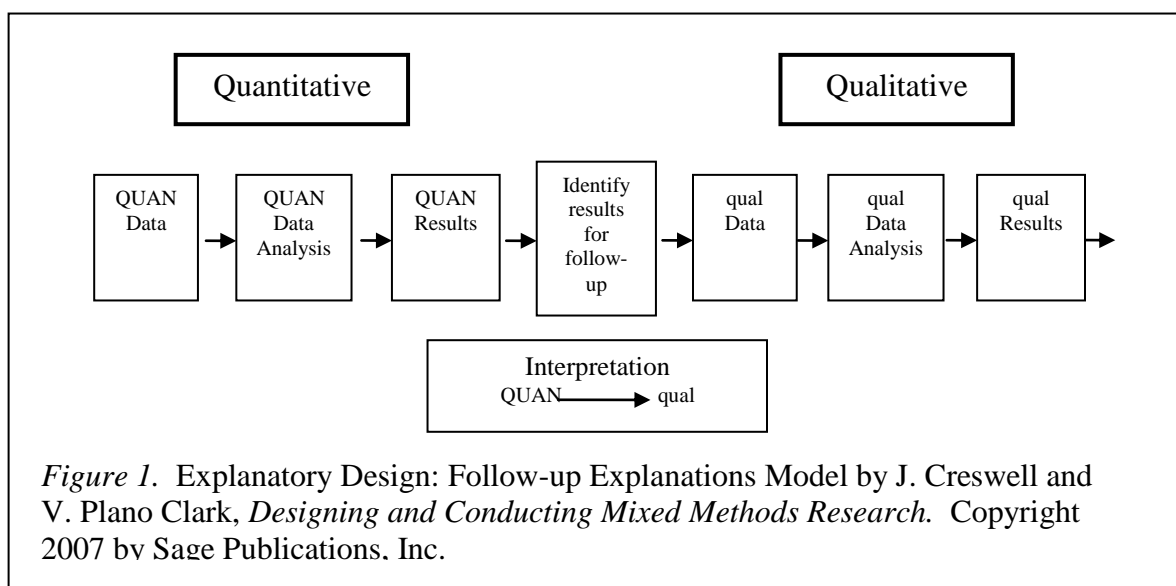 Quantitative
Qualitative
QUAN
Data
QUAN
Data
Analysis
QUAN
Results
Identify
results
for
follow-
up
qual
Data
qual
Data
Analysis
qual
Results
Interpretation
QUAN qual
Figure 1. Explanatory Design: Follow-up Explanations Model by J. Creswell and
V. Plano Clark, Designing and Conducting Mixed Methods Research. Copyright
2007 by Sage Publications, Inc.